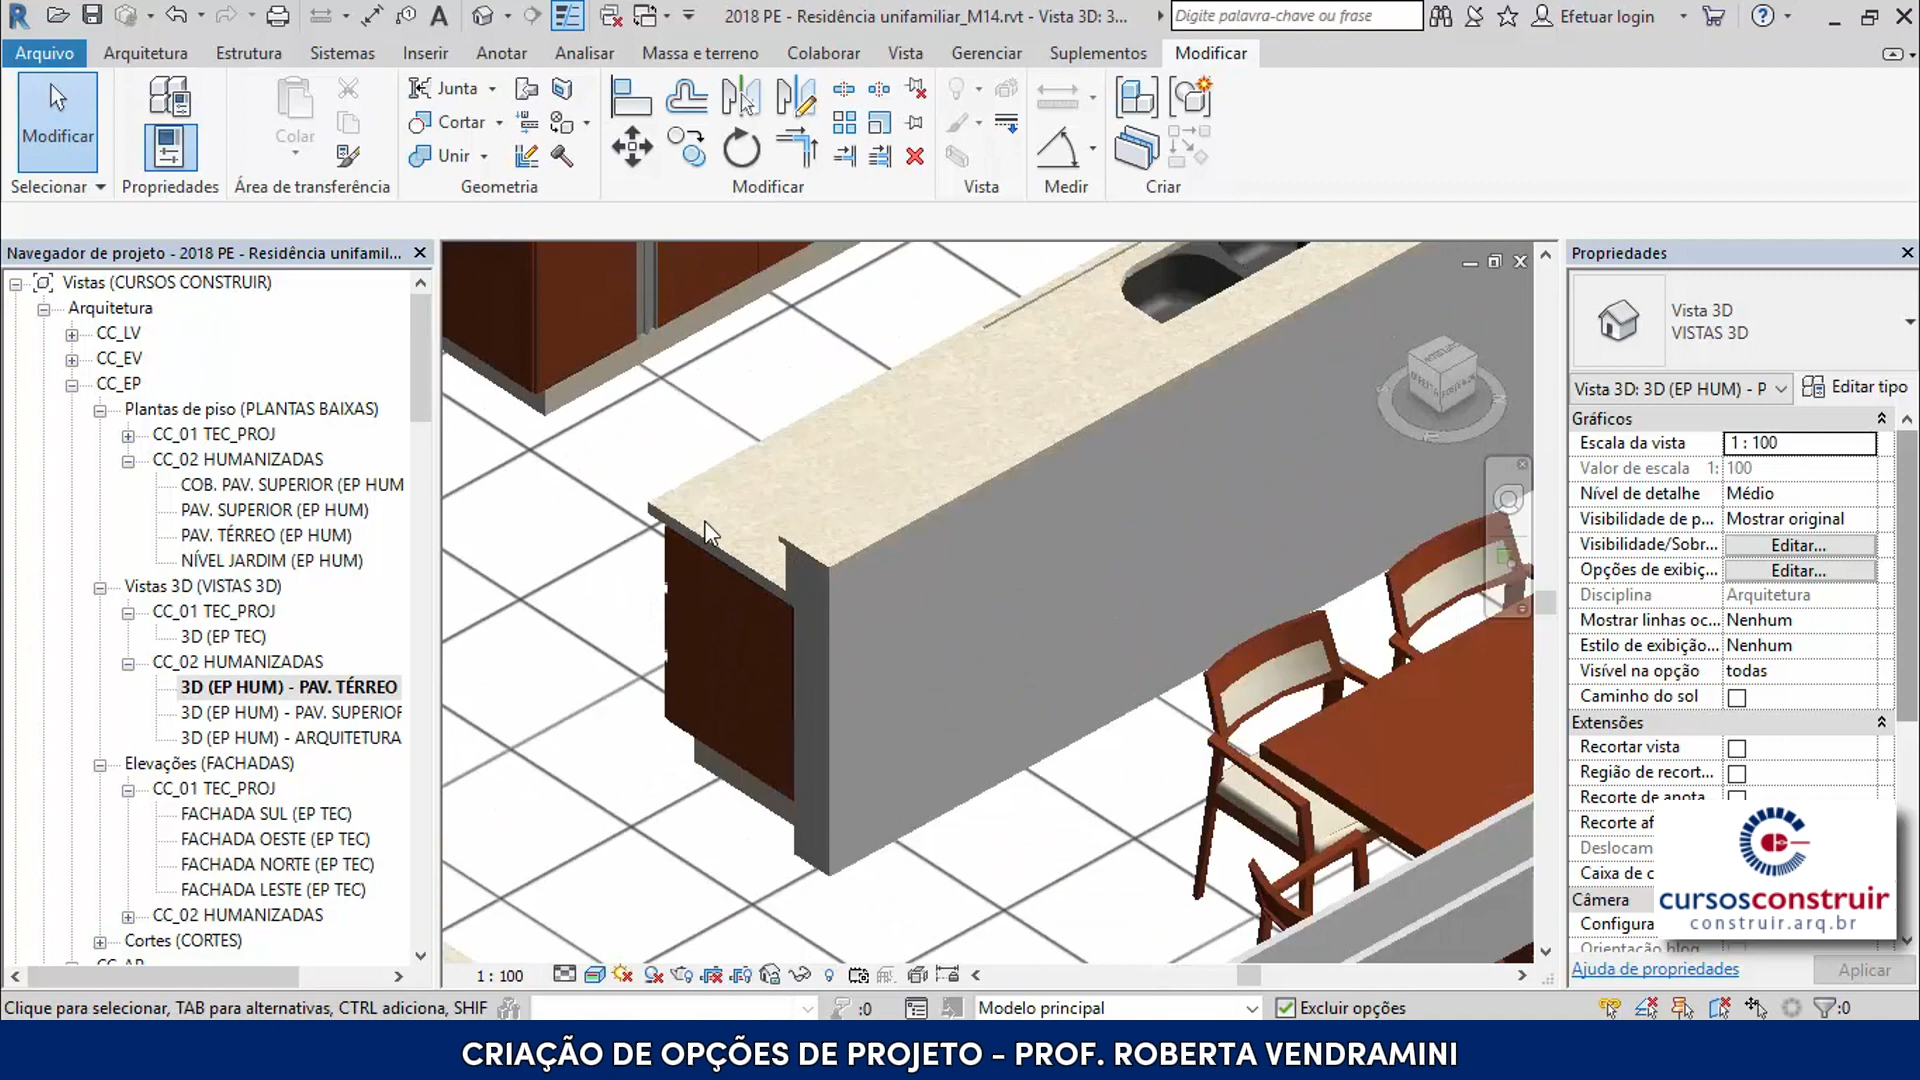 2018 PE - Residência unifamiliar_M14.rvt - Vista 3D: 3...
Digite palavra-chave ou frase
Efetuar login
Arquivo Arquitetura Estrutura Sistemas Inserir Anotar Analisar Massa e terreno Colaborar Vista Gerenciar Suplementos Modificar
Modificar
Colar
Junta
Cortar
Unir
Selecionar Propriedades Área de transferência Geometria Modificar Vista Medir Criar
Navegador de projeto - 2018 PE - Residência unifamil...
Vistas (CURSOS CONSTRUIR)
Arquitetura
CC_LV
CC_EV
CC_EP
Plantas de piso (PLANTAS BAIXAS)
CC_01 TEC_PROJ
CC_02 HUMANIZADAS
COB. PAV. SUPERIOR (EP HUM
PAV. SUPERIOR (EP HUM)
PAV. TÉRREO (EP HUM)
NÍVEL JARDIM (EP HUM)
Vistas 3D (VISTAS 3D)
CC_01 TEC_PROJ
3D (EP TEC)
CC_02 HUMANIZADAS
3D (EP HUM) - PAV. TÉRREO
3D (EP HUM) - PAV. SUPERIOR
3D (EP HUM) - ARQUITETURA
Elevações (FACHADAS)
CC_01 TEC_PROJ
FACHADA SUL (EP TEC)
FACHADA OESTE (EP TEC)
FACHADA NORTE (EP TEC)
FACHADA LESTE (EP TEC)
CC_02 HUMANIZADAS
Cortes (CORTES)
Propriedades
Vista 3D
VISTAS 3D
Vista 3D: 3D (EP HUM) - P
Editar tipo
Gráficos
Escala da vista 1 : 100
Valor de escala 1: 100
Nível de detalhe Médio
Visibilidade de p... Mostrar original
Visibilidade/Sobr... Editar...
Opções de exibiç... Editar...
Disciplina Arquitetura
Mostrar linhas oc... Nenhum
Estilo de exibição... Nenhum
Visível na opção todas
Caminho do sol
Extensões
Recortar vista
Região de recort...
Recorte de anota
Recorte af
Deslocam
Caixa de c
Câmera
Configura
Ajuda de propriedades
Aplicar
cursosconstruir
construir.arq.br
1 : 100
Clique para selecionar, TAB para alternativas, CTRL adiciona, SHIF
:0
Modelo principal
Excluir opções
:0
CRIAÇÃO DE OPÇÕES DE PROJETO - PROF. ROBERTA VENDRAMINI